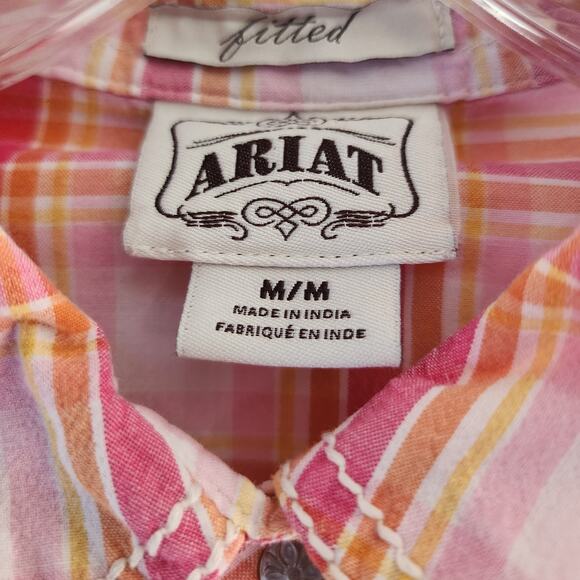 fitted
ARIAT
M/M
MADE IN INDIA
FABRIQUÉ EN INDE